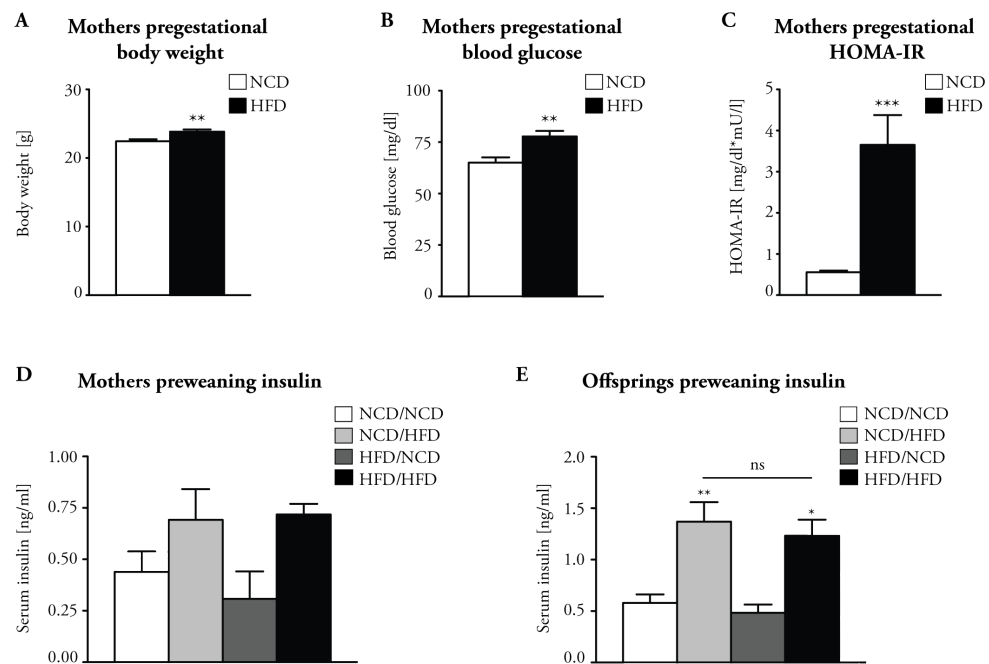 A
Mothers pregestational
body weight
NCD
HFD
30
20
10
0
Body weight [g]
**
B
Mothers pregestational
blood glucose
NCD
HFD
100
75
50
25
0
Blood glucose [mg/dl]
**
C
Mothers pregestational
HOMA-IR
NCD
HFD
5
4
3
2
1
0
HOMA-IR [mg/dl*mU/l]
***
D
Mothers preweaning insulin
NCD/NCD
NCD/HFD
HFD/NCD
HFD/HFD
1.00
0.75
0.50
0.25
0.00
Serum insulin [ng/ml]
E
Offsprings preweaning insulin
NCD/NCD
NCD/HFD
HFD/NCD
HFD/HFD
2.0
1.5
1.0
0.5
0.0
Serum insulin [ng/ml]
ns
**
*